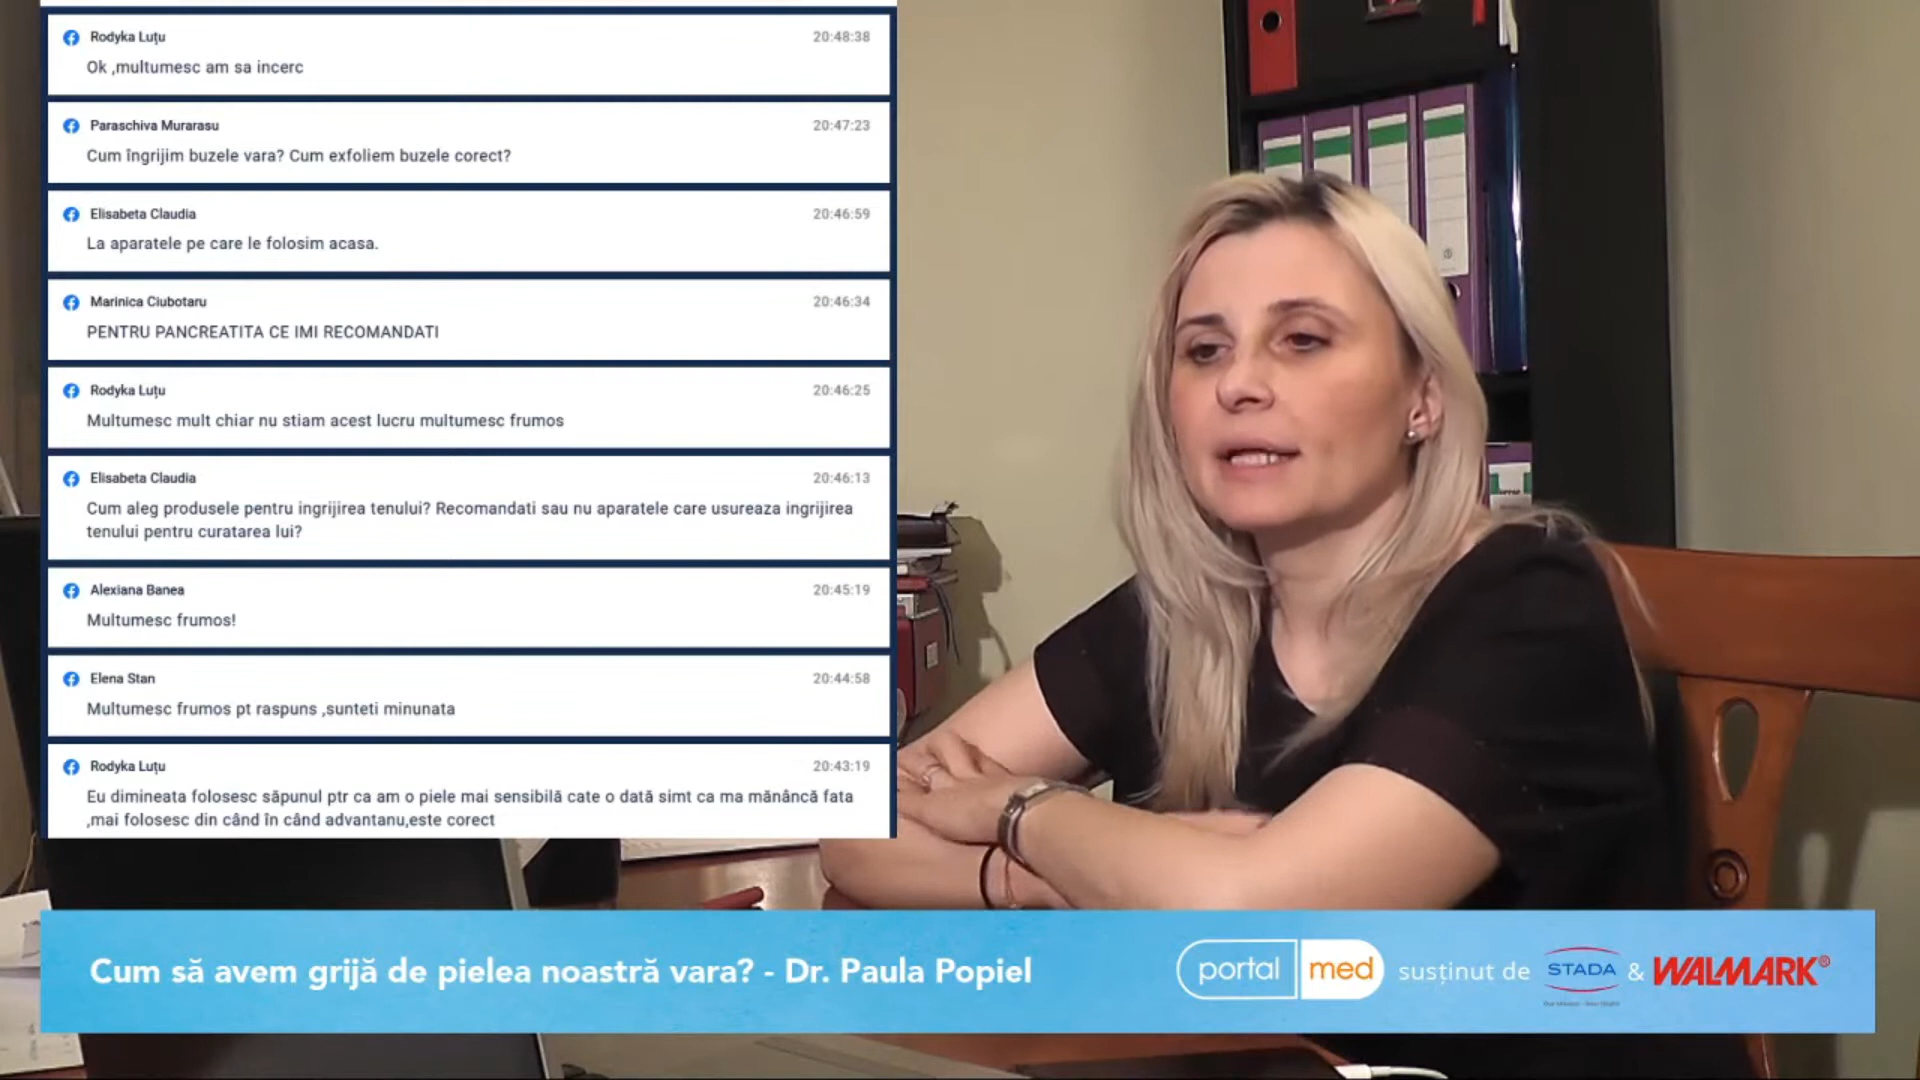 Rodyka Luțu
20:48:38
Ok ,multumesc am sa incerc
Paraschiva Murarasu
20:47:23
Cum îngrijim buzele vara? Cum exfoliem buzele corect?
Elisabeta Claudia
20:46:59
La aparatele pe care le folosim acasa.
Marinica Ciubotaru
20:46:34
PENTRU PANCREATITA CE IMI RECOMANDATI
Rodyka Luțu
20:46:25
Multumesc mult chiar nu stiam acest lucru multumesc frumos
Elisabeta Claudia
20:46:13
Cum aleg produsele pentru ingrijirea tenului? Recomandati sau nu aparatele care usureaza ingrijirea
tenului pentru curatarea lui?
Alexiana Banea
20:45:19
Multumesc frumos!
Elena Stan
20:44:58
Multumesc frumos pt raspuns ,sunteti minunata
Rodyka Luțu
20:43:19
Eu dimineata folosesc săpunul ptr ca am o piele mai sensibilă cate o dată simt ca ma mănâncă fata
,mai folosesc din când în când advantanu,este corect
Cum să avem grijă de pielea noastră vara? - Dr. Paula Popiel
portal med susținut de STADA & WALMARK®